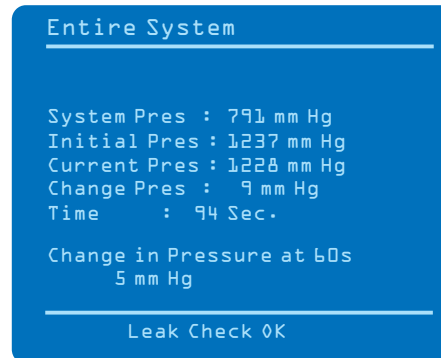 Entire System
System Pres : 791 mm Hg
Initial Pres : 1237 mm Hg
Current Pres : 1228 mm Hg
Change Pres : 9 mm Hg
Time : 94 Sec.
Change in Pressure at 60s
5 mm Hg
Leak Check OK